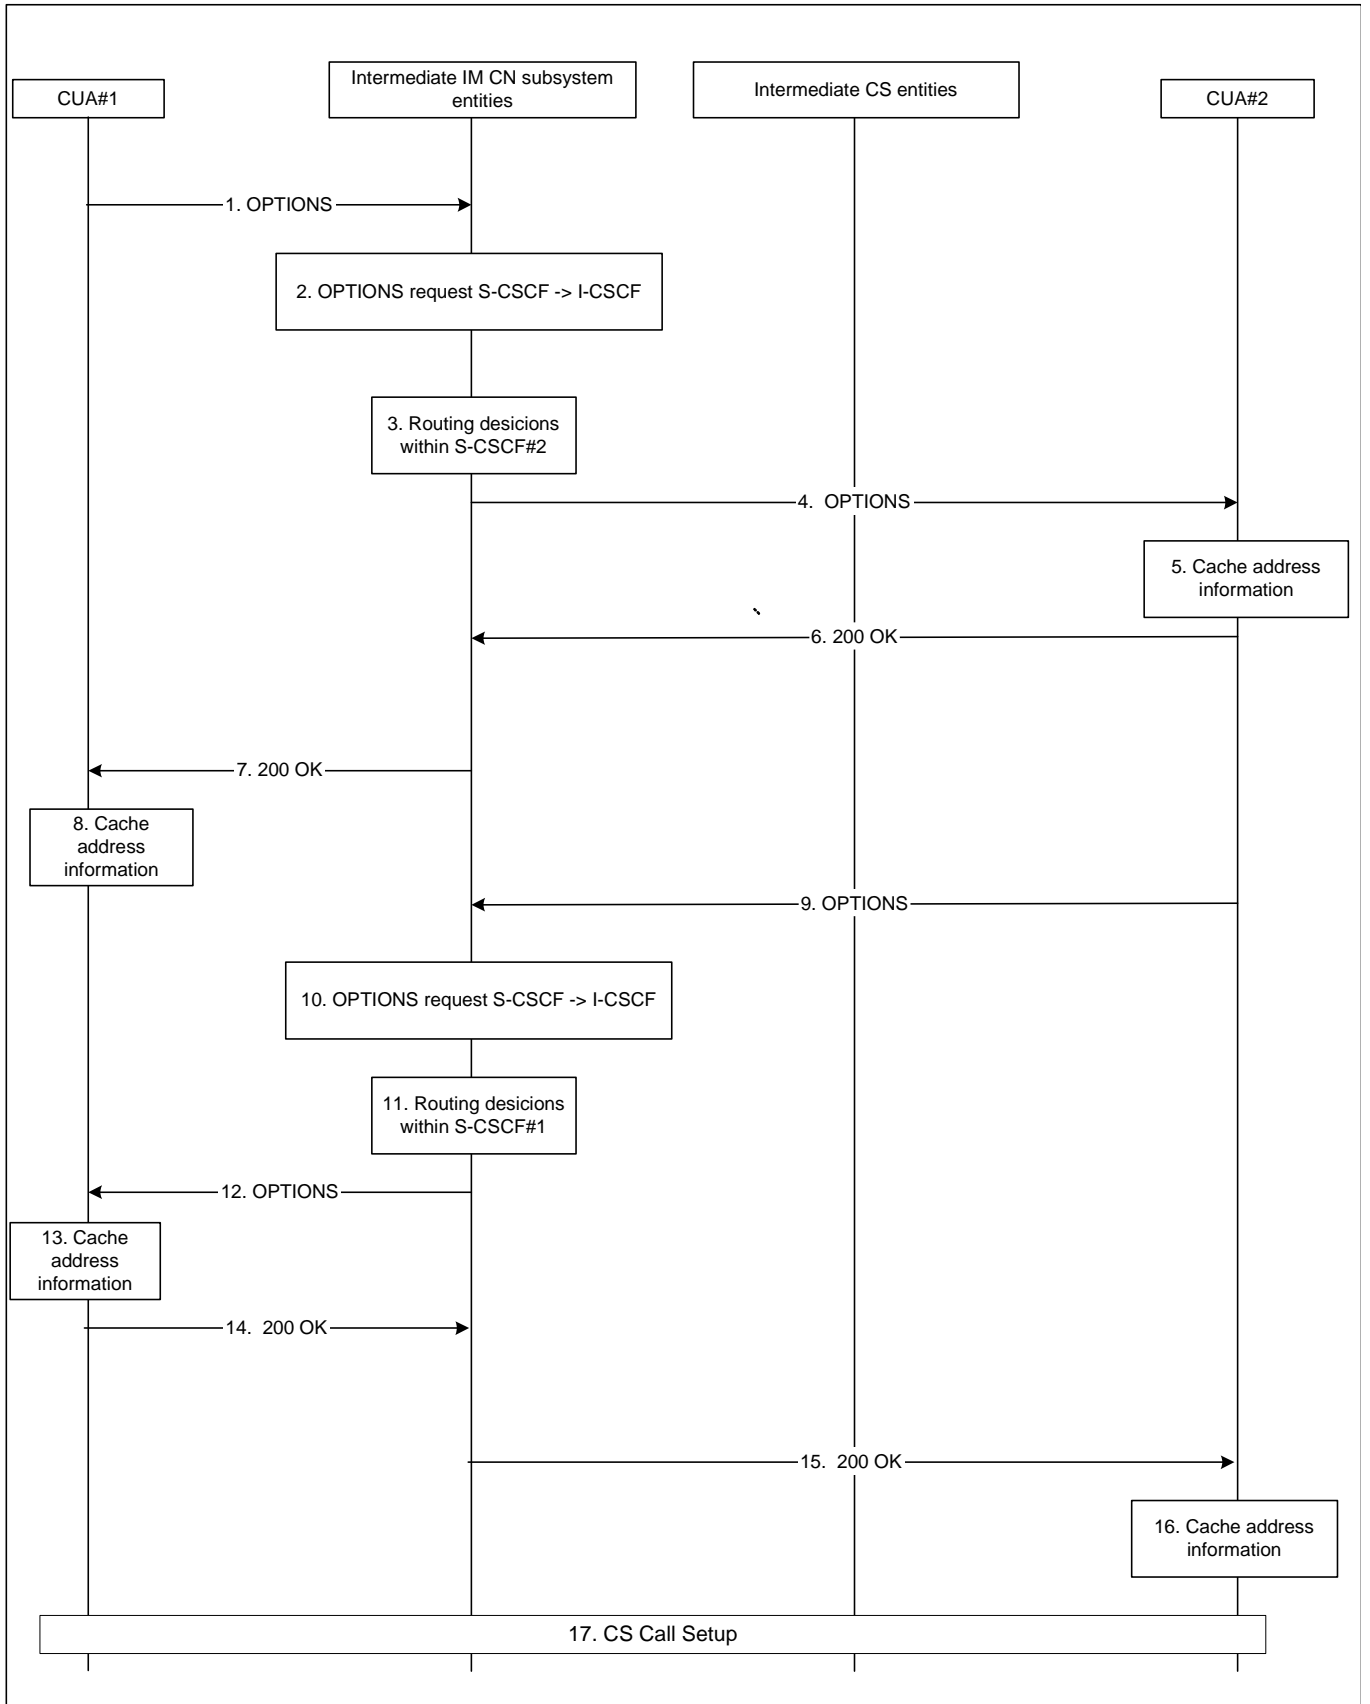 CUA#1
Intermediate IM CN subsystem
entities
Intermediate CS entities
CUA#2
1. OPTIONS
2. OPTIONS request S-CSCF -> I-CSCF
3. Routing desicions
within S-CSCF#2
4.  OPTIONS
5. Cache address
information
6. 200 OK
7. 200 OK
8. Cache
address
information
9. OPTIONS
10. OPTIONS request S-CSCF -> I-CSCF
11. Routing desicions
within S-CSCF#1
12. OPTIONS
13. Cache
address
information
14.  200 OK
15.  200 OK
16. Cache address
information
17. CS Call Setup